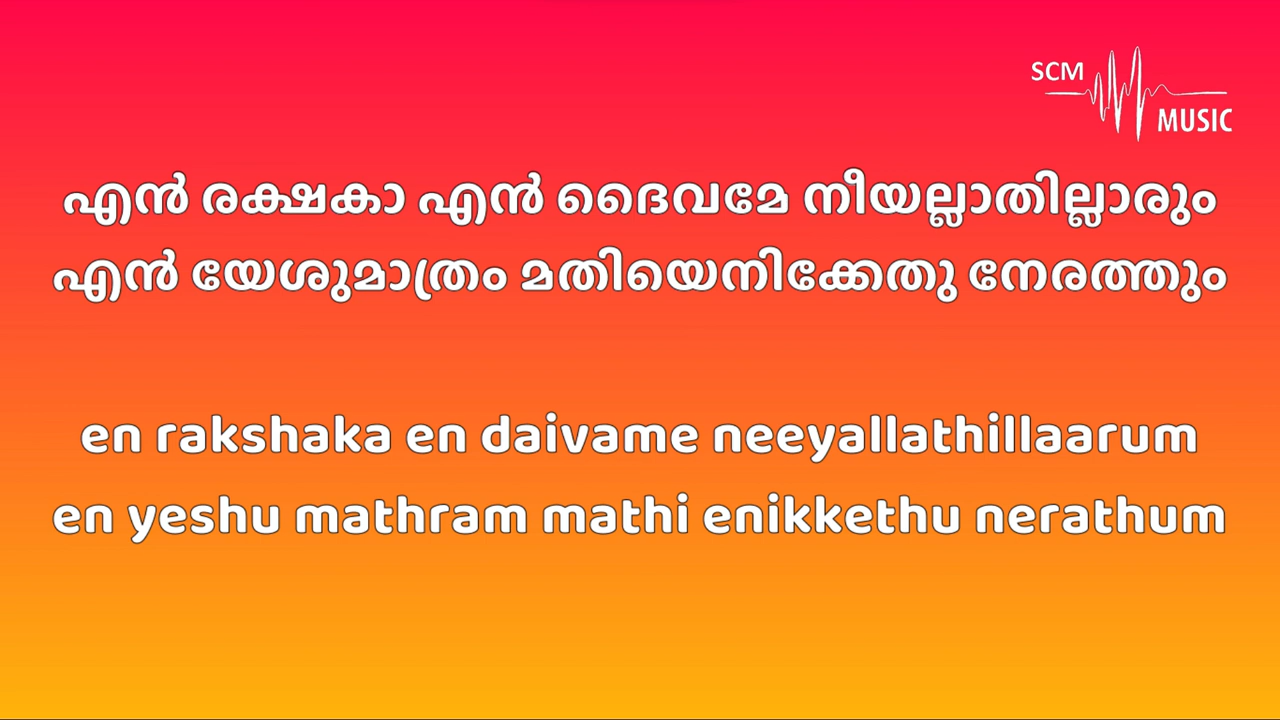 SCM
MUSIC
എൻ രക്ഷകാ എൻ ദൈവമേ നീയല്ലാതില്ലാരും
എൻ യേശുമാത്രം മതിയെനിക്കേതു നേരത്തും
en rakshaka en daivame neeyallathillaarum
en yeshu mathram mathi enikkethu nerathum